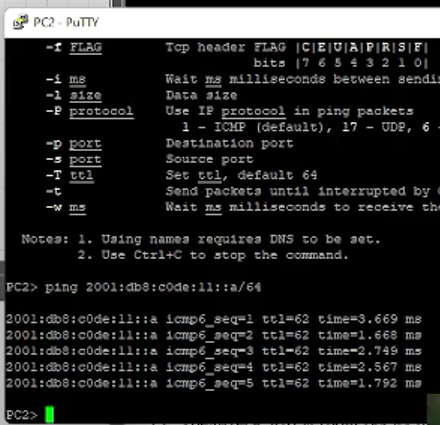 PC2 - PuTTY
-f FLAG Tcp header FLAG |C|E|U|A|P|R|S|F|
bits |7 6 5 4 3 2 1 0|
-i ms Wait ms milliseconds between sendi
-l size Data size
-P protocol Use IP protocol in ping packets
1 - ICMP (default), 17 - UDP, 6 -
-p port Destination port
-s port Source port
-T ttl Set ttl, default 64
-t Send packets until interrupted by
-w ms Wait ms milliseconds to receive the
Notes: 1. Using names requires DNS to be set.
2. Use Ctrl+C to stop the command.
PC2> ping 2001:db8:c0de:11::a/64
2001:db8:c0de:11::a icmp6_seq=1 ttl=62 time=3.669 ms
2001:db8:c0de:11::a icmp6_seq=2 ttl=62 time=1.668 ms
2001:db8:c0de:11::a icmp6_seq=3 ttl=62 time=2.749 ms
2001:db8:c0de:11::a icmp6_seq=4 ttl=62 time=2.567 ms
2001:db8:c0de:11::a icmp6_seq=5 ttl=62 time=1.792 ms
PC2>